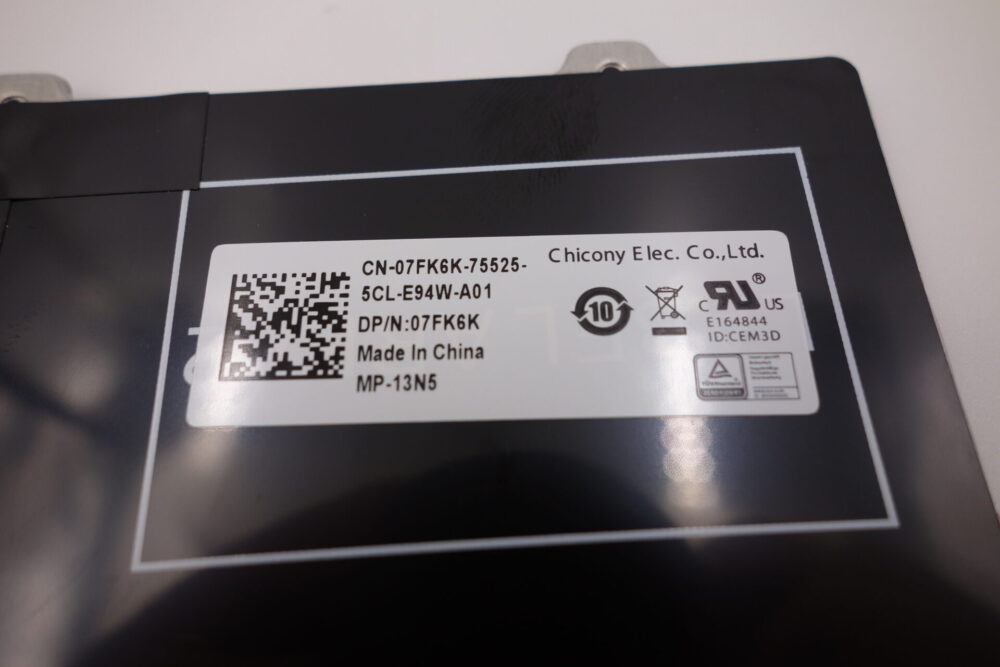 Chicony Elec. Co.,Ltd.
CN-07FK6K-75525-
5CL-E94W-A01
DP/N:07FK6K
Made In China
MP-13N5
10
c RU ® US
E164844
ID:CEM3D